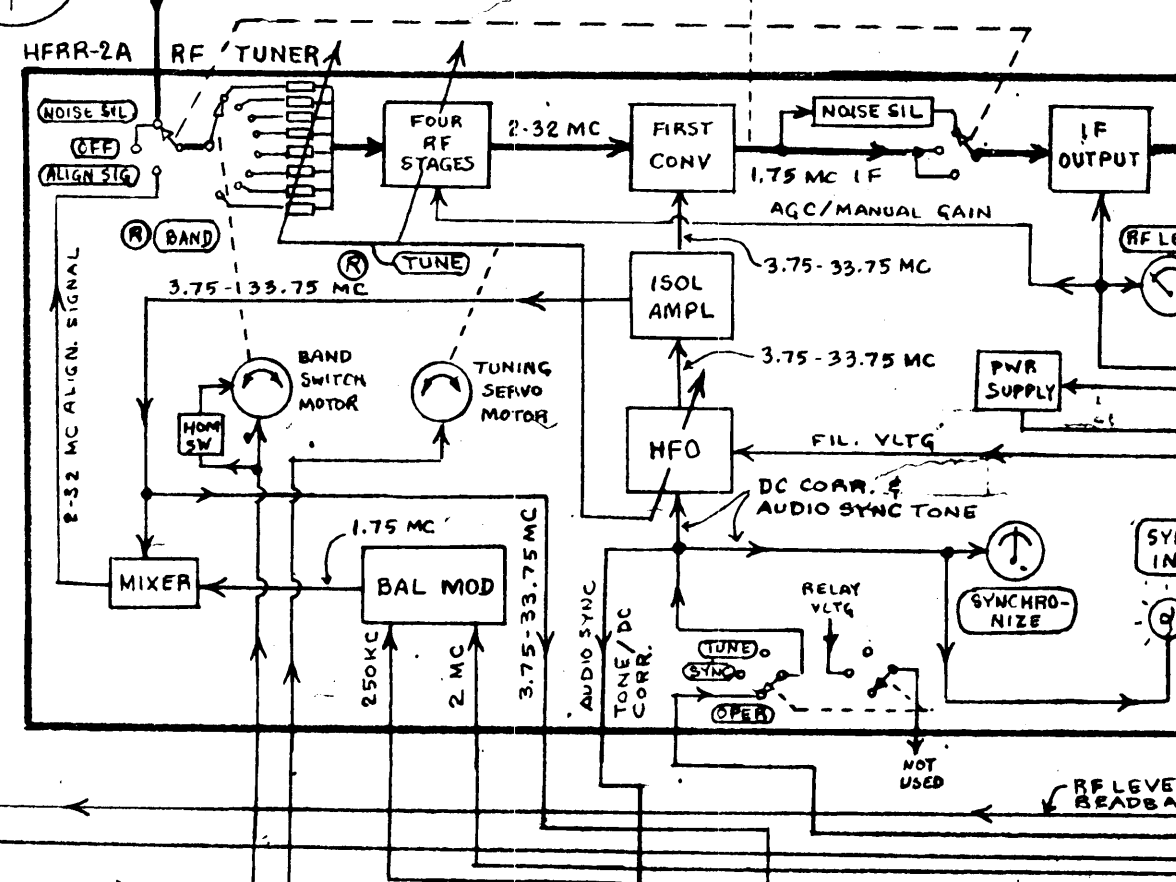 HFRR-2A RF TUNER
NOISE SIL
OFF
ALIGN SIG
R BAND
FOUR
RF
STAGES
2-32 MC
FIRST
CONV
NOISE SIL
1.75 MC IF
IF
OUTPUT
AGC/MANUAL GAIN
R TUNE
3.75-33.75 MC
ISOL
AMPL
3.75-33.75 MC
3.75-33.75 MC
2-32 MC ALIGN. SIGNAL
BAND
SWITCH
MOTOR
TUNING
SERVO
MOTOR
HOM
SW
PWR
SUPPLY
HFO
FIL. VLTG
DC CORR. &
AUDIO SYNC TONE
1.75 MC
MIXER
BAL MOD
250KC
2 MC
3.75-33.75 MC
AUDIO SYNC
TONE/DC
CORR.
RELAY
VLTG
TUNE
SYNC
OPER
SYNCHRO-
NIZE
NOT
USED
RF LEVE